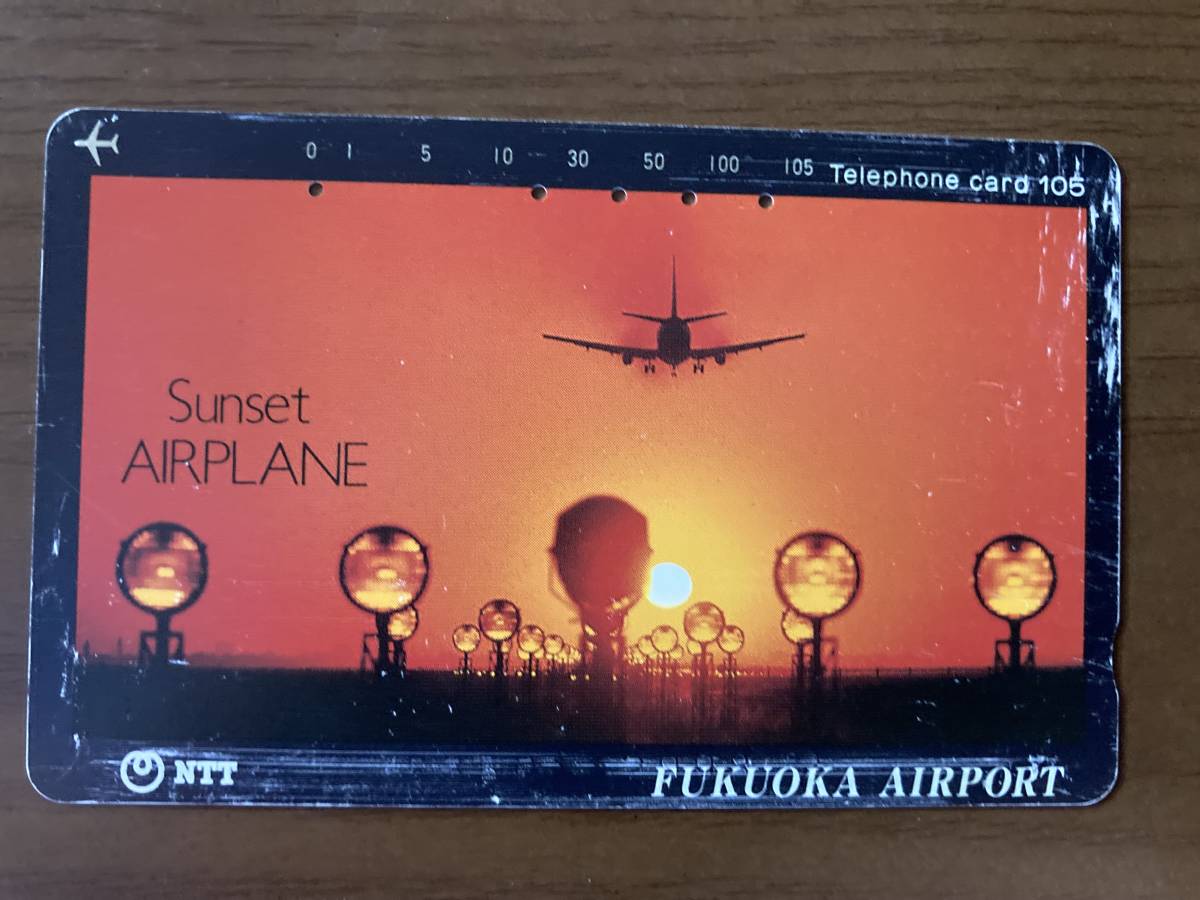 0 1 5 10 30 50 100 105 Telephone card 105
Sunset
AIRPLANE
NTT FUKUOKA AIRPORT